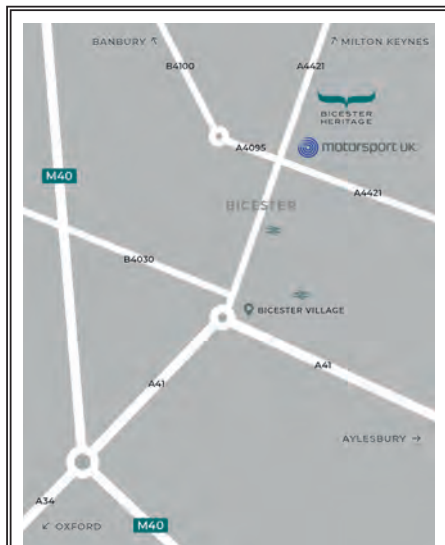 BANBURY ↖
↗ MILTON KEYNES
B4100
A4421
BICESTER
HERITAGE
A4095
motorsport uk
M40
A4421
BICESTER
B4030
BICESTER VILLAGE
A41
A41
AYLESBURY →
A34
M40
↙ OXFORD